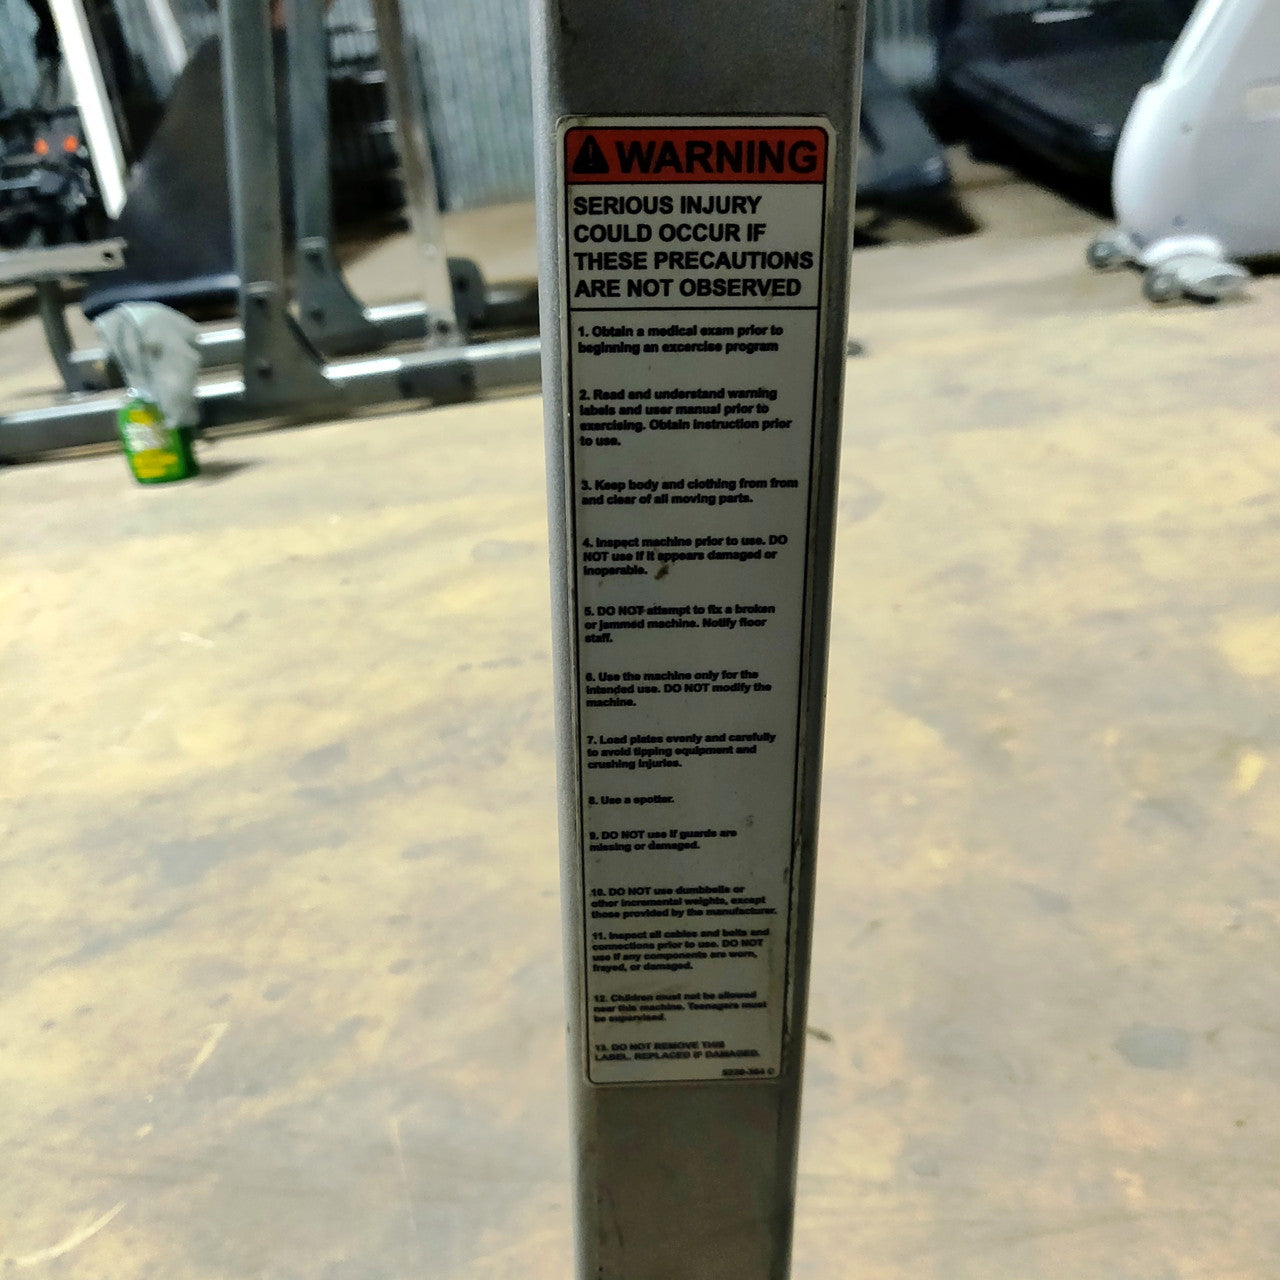 WARNING
SERIOUS INJURY
COULD OCCUR IF
THESE PRECAUTIONS
ARE NOT OBSERVED
1. Obtain a medical exam prior to
beginning an excercise program
2. Read and understand warning
labels and user manual prior to
exercising. Obtain instruction prior
to use.
3. Keep body and clothing from from
and clear of all moving parts.
4. Inspect machine prior to use. DO
NOT use if it appears damaged or
inoperable.
5. DO NOT attempt to fix a broken
or jammed machine. Notify floor
staff.
6. Use the machine only for the
intended use. DO NOT modify the
machine.
7. Load plates evenly and carefully
to avoid tipping equipment and
crushing injuries.
8. Use a spotter.
9. DO NOT use if guards are
missing or damaged.
10. DO NOT use dumbbells or
other incremental weights, except
those provided by the manufacturer.
11. Inspect all cables and belts and
connections prior to use. DO NOT
use if any components are worn,
frayed, or damaged.
12. Children must not be allowed
near this machine. Teenagers must
be supervised.
13. DO NOT REMOVE THIS
LABEL. REPLACED IF DAMAGED.